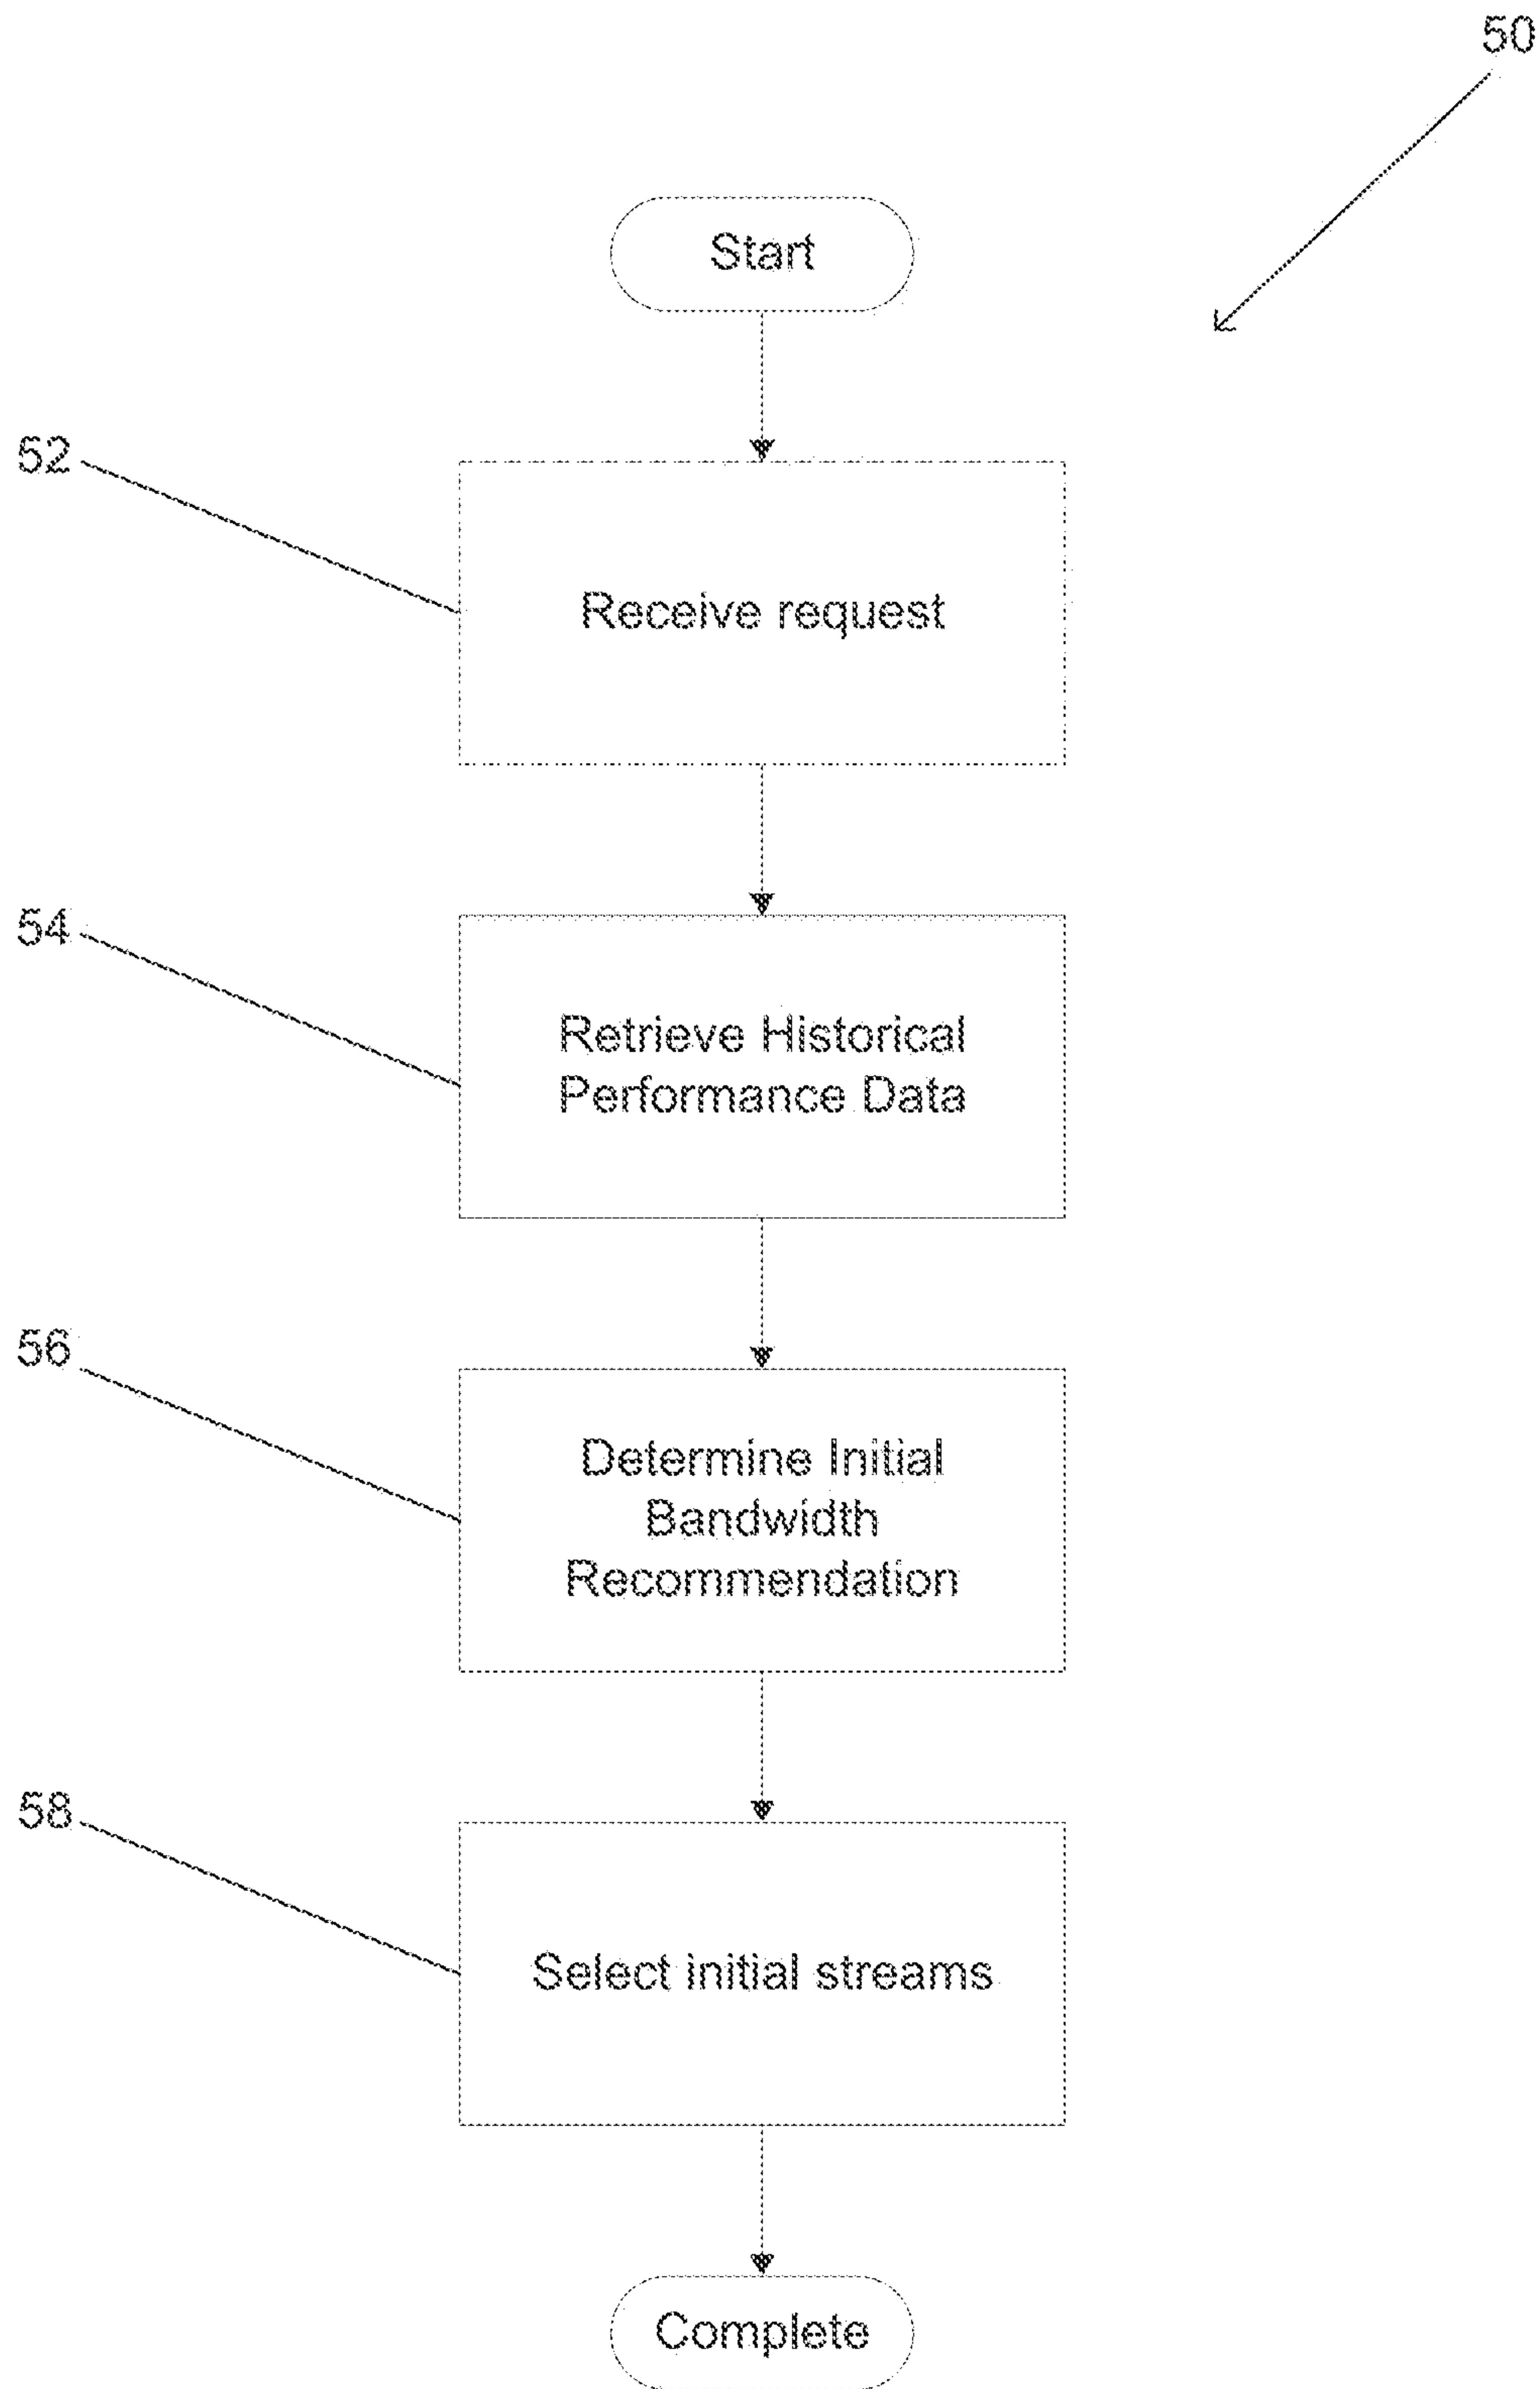 50
Start
52
Receive request
54
Retrieve Historical
Performance Data
56
Determine Initial
Bandwidth
Recommendation
58
Select initial streams
Complete